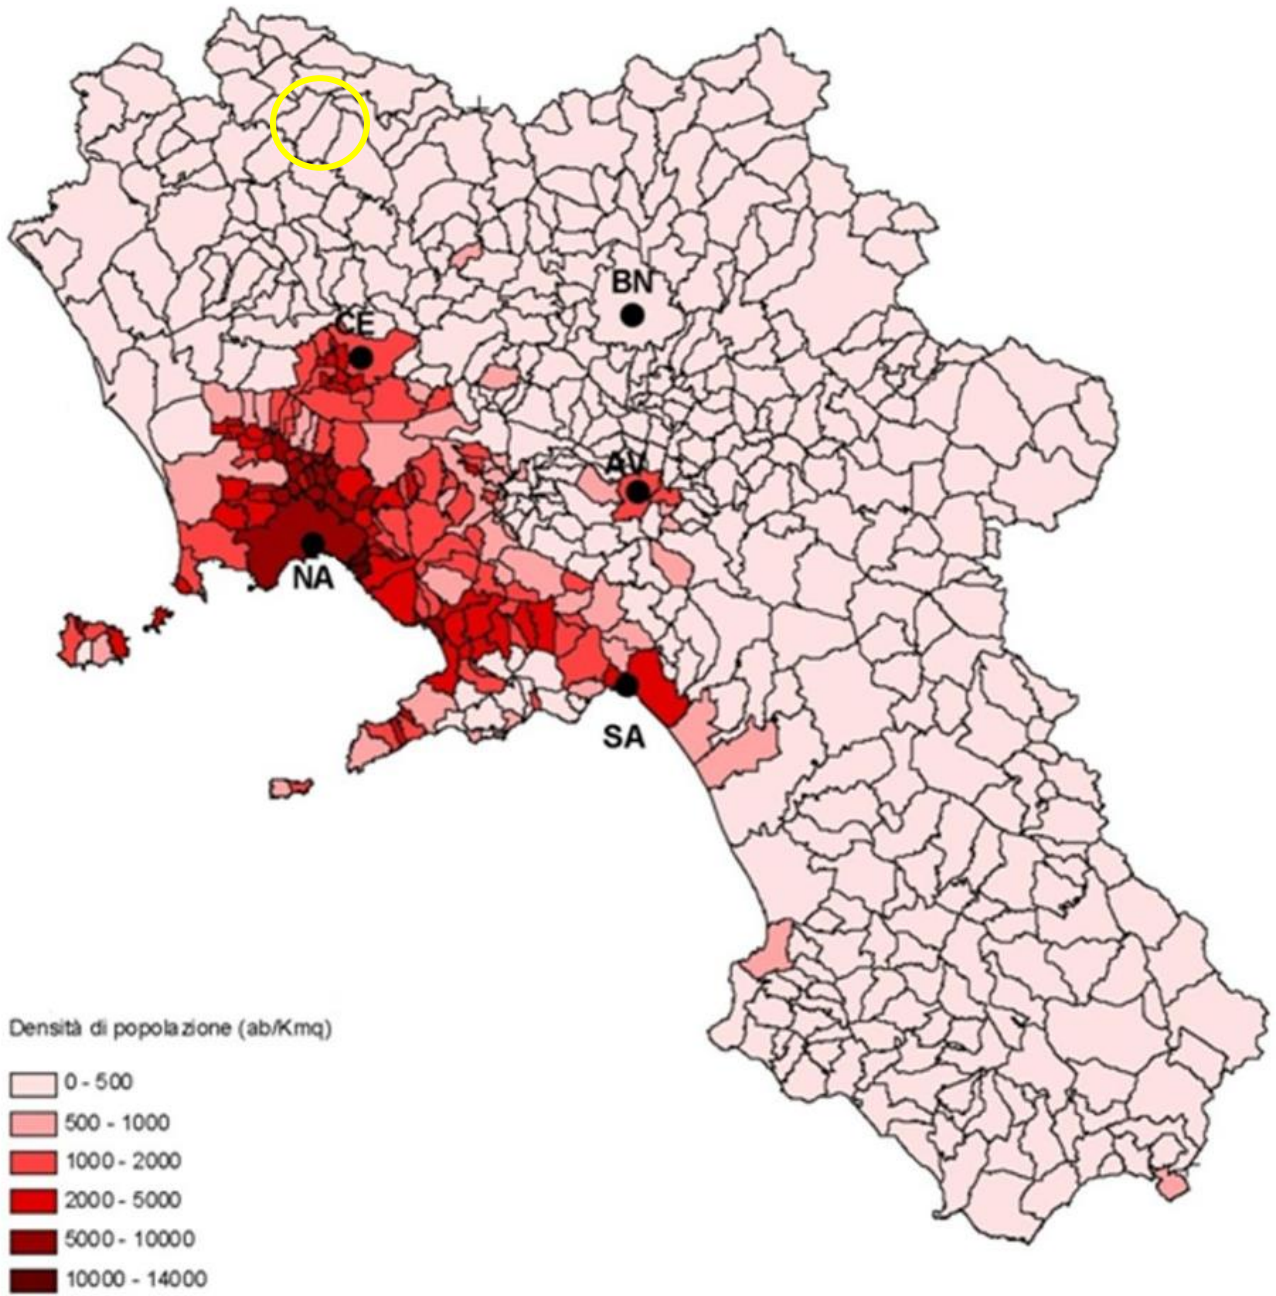 BN
CE
AV
NA
SA
Densità di popolazione (ab/Kmq)
0 - 500
500 - 1000
1000 - 2000
2000 - 5000
5000 - 10000
10000 - 14000